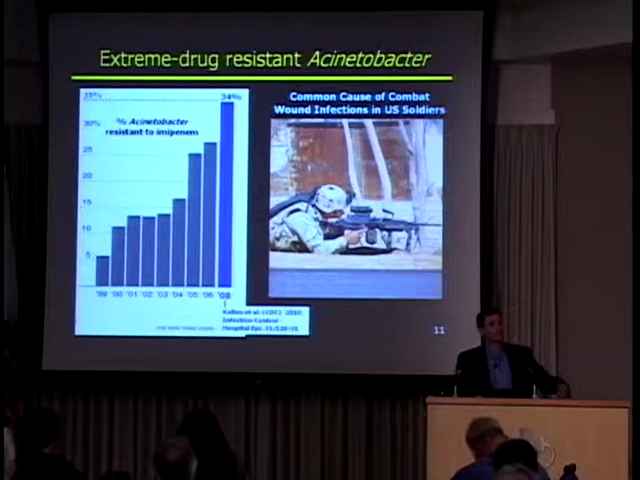 Extreme-drug resistant Acinetobacter
35%
34%
% Acinetobacter
resistant to imipenem
30%
25
20
15
10
5
'99 '00 '01 '02 '03 '04 '05 '06 '08
Common Cause of Combat
Wound Infections in US Soldiers
Kallen et al. (CDC) 2010
Infection Control
Hospital Epi. 31:528-31
11